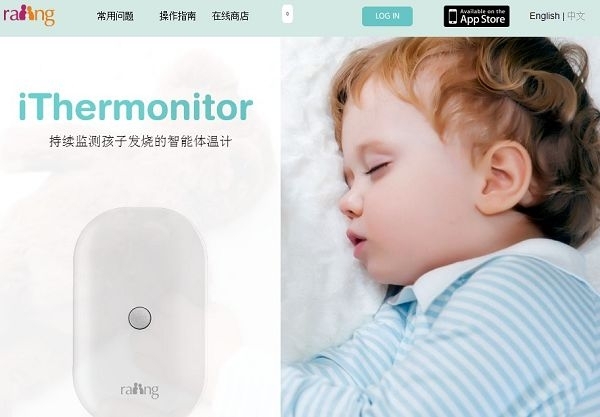 raiing
常用问题
操作指南
在线商店
0
LOG IN
Available on the
App Store
English | 中文
iThermonitor
持续监测孩子发烧的智能体温计
raiing